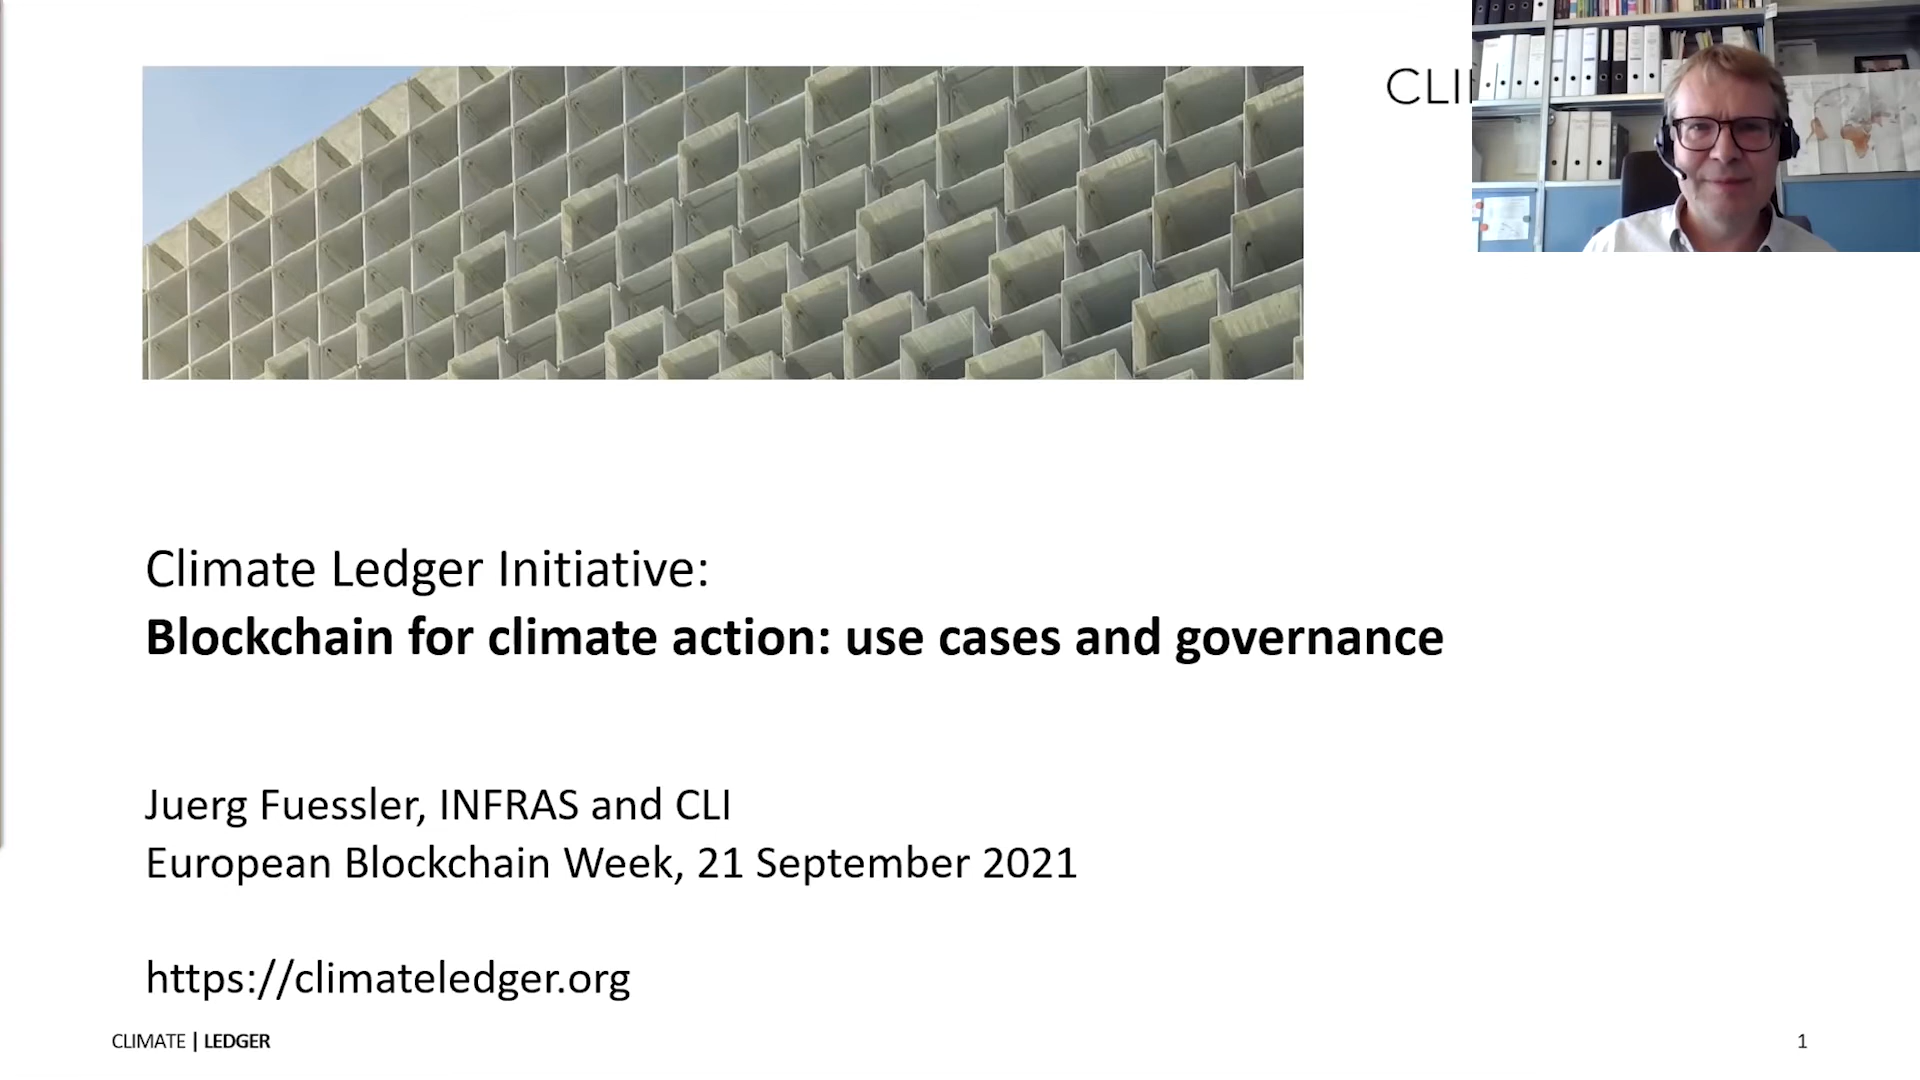 CLI
Climate Ledger Initiative:
Blockchain for climate action: use cases and governance
Juerg Fuessler, INFRAS and CLI
European Blockchain Week, 21 September 2021
https://climateledger.org
CLIMATE | LEDGER
1